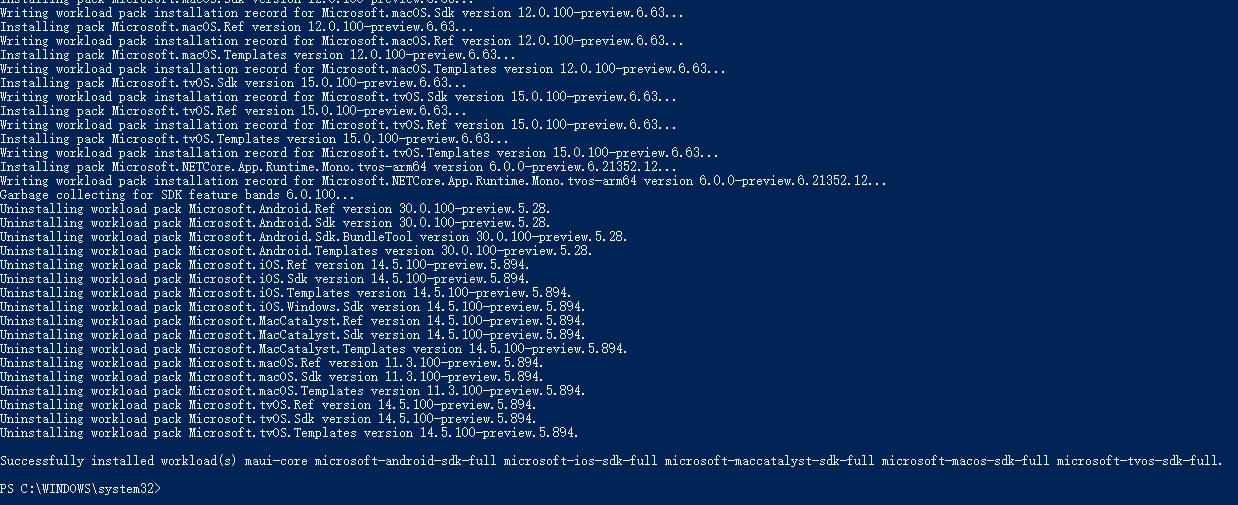 Installing pack Microsoft.macOS.Sdk version 12.0.100-preview.6.63...
Writing workload pack installation record for Microsoft.macOS.Sdk version 12.0.100-preview.6.63...
Installing pack Microsoft.macOS.Ref version 12.0.100-preview.6.63...
Writing workload pack installation record for Microsoft.macOS.Ref version 12.0.100-preview.6.63...
Installing pack Microsoft.macOS.Templates version 12.0.100-preview.6.63...
Writing workload pack installation record for Microsoft.macOS.Templates version 12.0.100-preview.6.63...
Installing pack Microsoft.tvOS.Sdk version 15.0.100-preview.6.63...
Writing workload pack installation record for Microsoft.tvOS.Sdk version 15.0.100-preview.6.63...
Installing pack Microsoft.tvOS.Ref version 15.0.100-preview.6.63...
Writing workload pack installation record for Microsoft.tvOS.Ref version 15.0.100-preview.6.63...
Installing pack Microsoft.tvOS.Templates version 15.0.100-preview.6.63...
Writing workload pack installation record for Microsoft.tvOS.Templates version 15.0.100-preview.6.63...
Installing pack Microsoft.NETCore.App.Runtime.Mono.tvos-arm64 version 6.0.0-preview.6.21352.12...
Writing workload pack installation record for Microsoft.NETCore.App.Runtime.Mono.tvos-arm64 version 6.0.0-preview.6.21352.12...
Garbage collecting for SDK feature bands 6.0.100...
Uninstalling workload pack Microsoft.Android.Ref version 30.0.100-preview.5.28.
Uninstalling workload pack Microsoft.Android.Sdk version 30.0.100-preview.5.28.
Uninstalling workload pack Microsoft.Android.Sdk.BundleTool version 30.0.100-preview.5.28.
Uninstalling workload pack Microsoft.Android.Templates version 30.0.100-preview.5.28.
Uninstalling workload pack Microsoft.iOS.Ref version 14.5.100-preview.5.894.
Uninstalling workload pack Microsoft.iOS.Sdk version 14.5.100-preview.5.894.
Uninstalling workload pack Microsoft.iOS.Templates version 14.5.100-preview.5.894.
Uninstalling workload pack Microsoft.iOS.Windows.Sdk version 14.5.100-preview.5.894.
Uninstalling workload pack Microsoft.MacCatalyst.Ref version 14.5.100-preview.5.894.
Uninstalling workload pack Microsoft.MacCatalyst.Sdk version 14.5.100-preview.5.894.
Uninstalling workload pack Microsoft.MacCatalyst.Templates version 14.5.100-preview.5.894.
Uninstalling workload pack Microsoft.macOS.Ref version 11.3.100-preview.5.894.
Uninstalling workload pack Microsoft.macOS.Sdk version 11.3.100-preview.5.894.
Uninstalling workload pack Microsoft.macOS.Templates version 11.3.100-preview.5.894.
Uninstalling workload pack Microsoft.tvOS.Ref version 14.5.100-preview.5.894.
Uninstalling workload pack Microsoft.tvOS.Sdk version 14.5.100-preview.5.894.
Uninstalling workload pack Microsoft.tvOS.Templates version 14.5.100-preview.5.894.
Successfully installed workload(s) maui-core microsoft-android-sdk-full microsoft-ios-sdk-full microsoft-maccatalyst-sdk-full microsoft-macos-sdk-full microsoft-tvos-sdk-full.
PS C:\WINDOWS\system32>